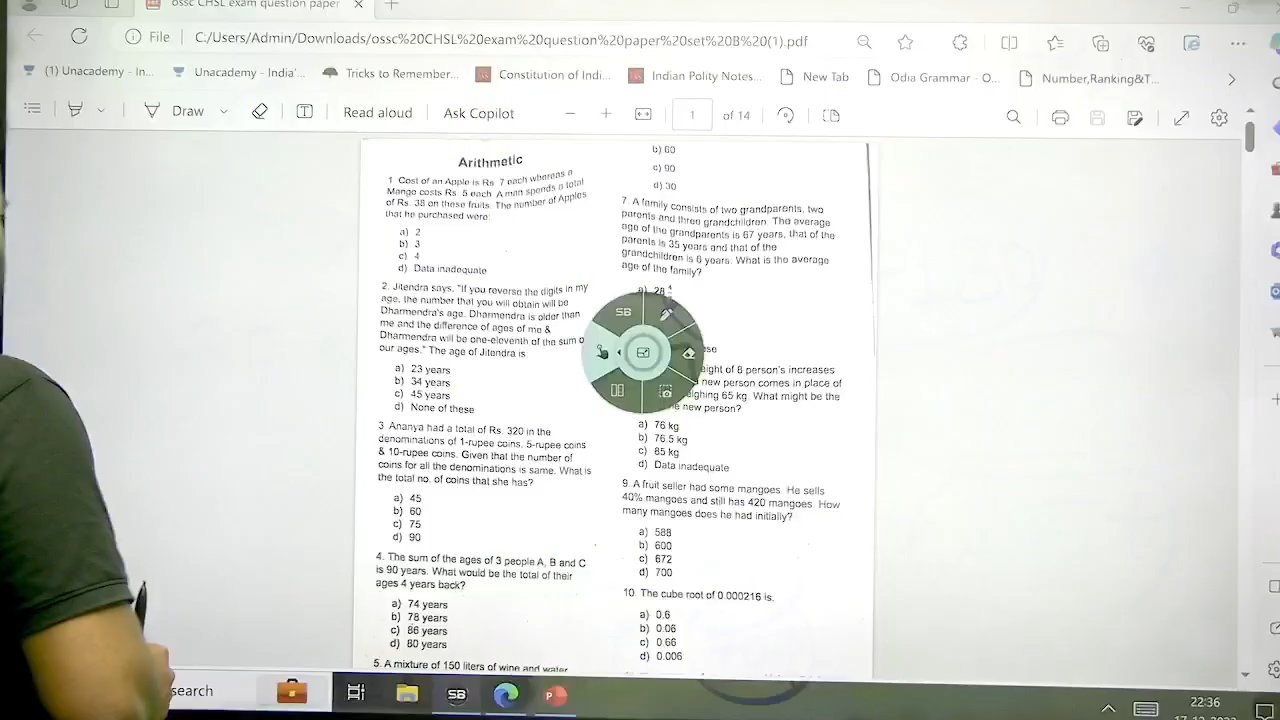 ossc CHSL exam question paper
File
C:/Users/Admin/Downloads/ossc%20CHSL%20exam%20question%20paper%20set%20B%20(1).pdf
(1) Unacademy - In...
Unacademy - India'...
Tricks to Remember...
Constitution of Indi...
Indian Polity Notes...
New Tab
Odia Grammar - O...
Number,Ranking&T...
Draw
Read aloud
Ask Copilot
1
of 14
Arithmetic
1 Cost of an Apple is Rs. 7 each whereas a
Mango costs Rs. 5 each. A man spends a total
of Rs. 38 on these fruits. The number of Apples
that he purchased were:
a) 2
b) 3
c) 4
d) Data inadequate
2. Jitendra says, "If you reverse the digits in my
age, the number that you will obtain will be
Dharmendra's age. Dharmendra is older than
me and the difference of ages of me &
Dharmendra will be one-eleventh of the sum o
our ages." The age of Jitendra is
a) 23 years
b) 34 years
c) 45 years
d) None of these
3. Ananya had a total of Rs. 320 in the
denominations of 1-rupee coins, 5-rupee coins
& 10-rupee coins. Given that the number of
coins for all the denominations is same. What is
the total no. of coins that she has?
a) 45
b) 60
c) 75
d) 90
4. The sum of the ages of 3 people A, B and C
is 90 years. What would be the total of their
ages 4 years back?
a) 74 years
b) 78 years
c) 86 years
d) 80 years
5. A mixture of 150 liters of wine and water
b) 60
c) 90
d) 30
7. A family consists of two grandparents, two
parents and three grandchildren. The average
age of the grandparents is 67 years, that of the
parents is 35 years and that of the
grandchildren is 6 years. What is the average
age of the family?
a) 28
SB
eight of 8 person's increases
new person comes in place of
eighing 65 kg. What might be the
e new person?
a) 76 kg
b) 76.5 kg
c) 85 kg
d) Data inadequate
9. A fruit seller had some mangoes. He sells
40% mangoes and still has 420 mangoes. How
many mangoes does he had initially?
a) 588
b) 600
c) 672
d) 700
10. The cube root of 0.000216 is:
a) 0.6
b) 0.06
c) 0.66
d) 0.006
search
SB
22:36